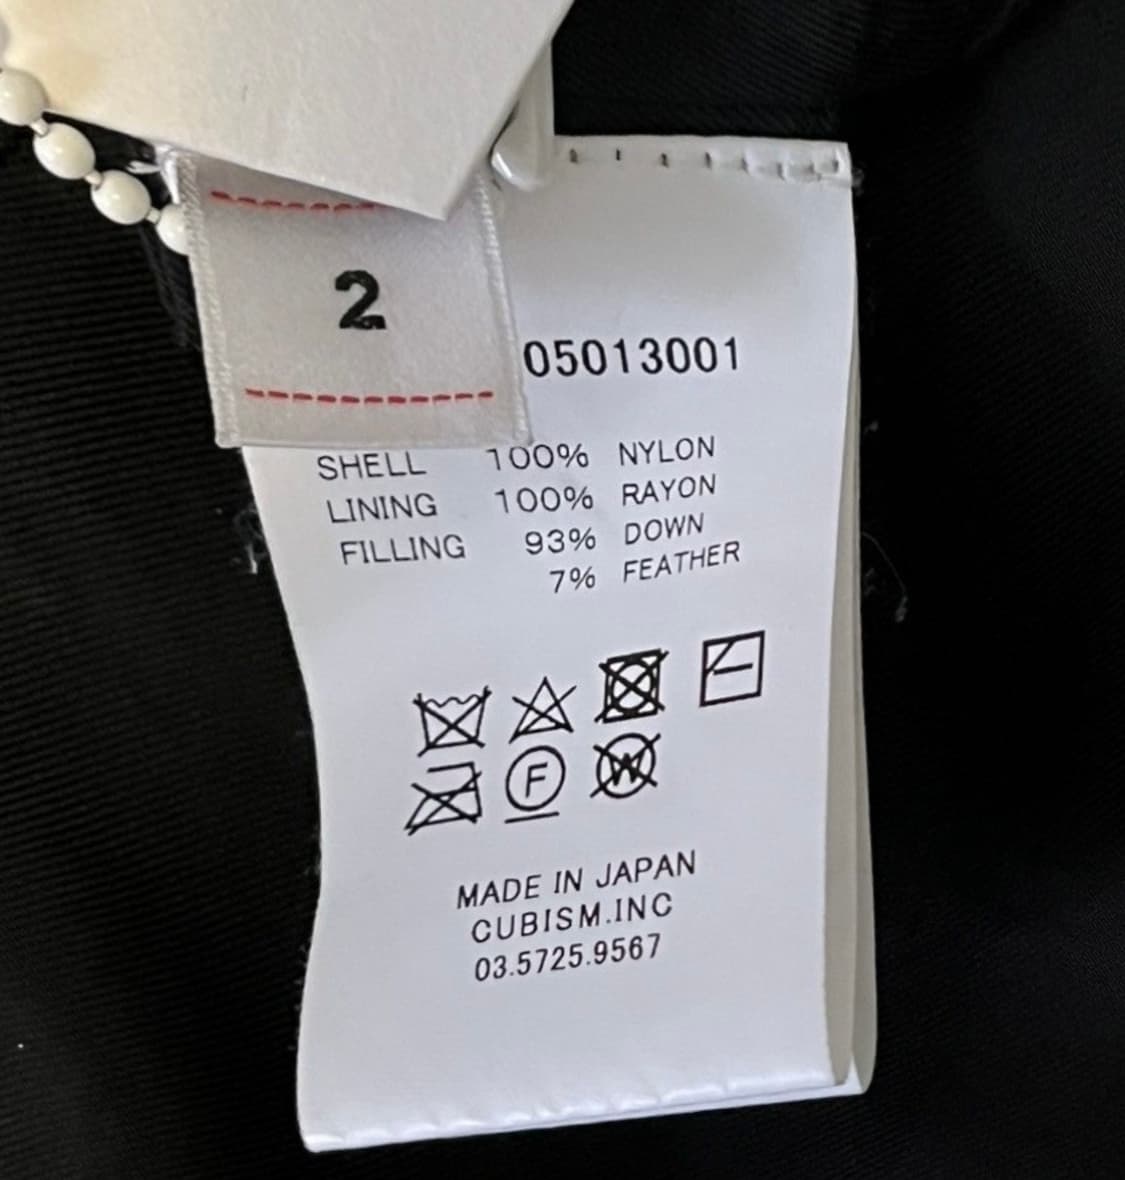 2
05013001
SHELL 100% NYLON
LINING 100% RAYON
FILLING 93% DOWN
7% FEATHER
F
W
MADE IN JAPAN
CUBISM.INC
03.5725.9567